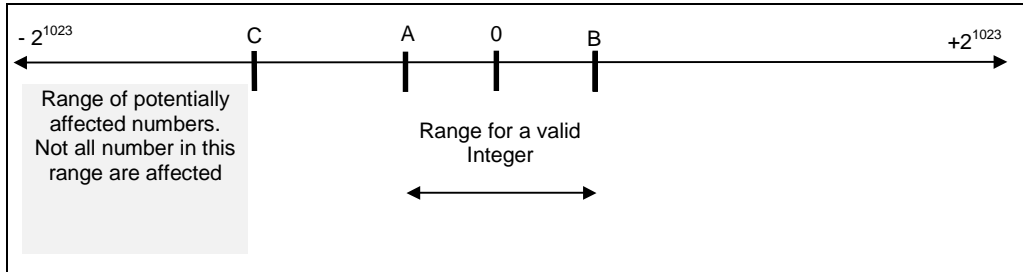 - 2^1023 C A 0 B +2^1023
Range of potentially
affected numbers.
Not all number in this
range are affected
Range for a valid
Integer